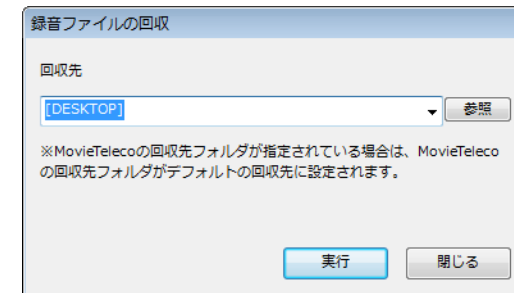 録音ファイルの回収
回収先
[DESKTOP]
参照
※MovieTelecoの回収先フォルダが指定されている場合は、MovieTeleco
の回収先フォルダがデフォルトの回収先に設定されます。
実行
閉じる